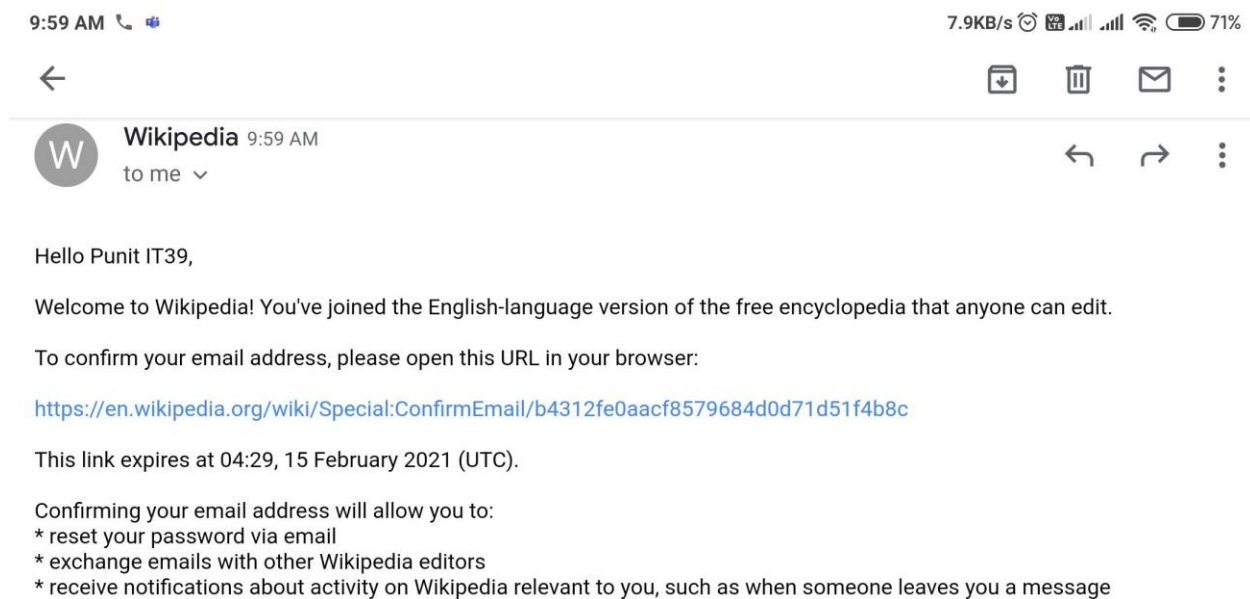 9:59 AM 7.9KB/s Vo LTE 71%
W Wikipedia 9:59 AM
to me
Hello Punit IT39,
Welcome to Wikipedia! You've joined the English-language version of the free encyclopedia that anyone can edit.
To confirm your email address, please open this URL in your browser:
https://en.wikipedia.org/wiki/Special:ConfirmEmail/b4312fe0aacf8579684d0d71d51f4b8c
This link expires at 04:29, 15 February 2021 (UTC).
Confirming your email address will allow you to:
* reset your password via email
* exchange emails with other Wikipedia editors
* receive notifications about activity on Wikipedia relevant to you, such as when someone leaves you a message